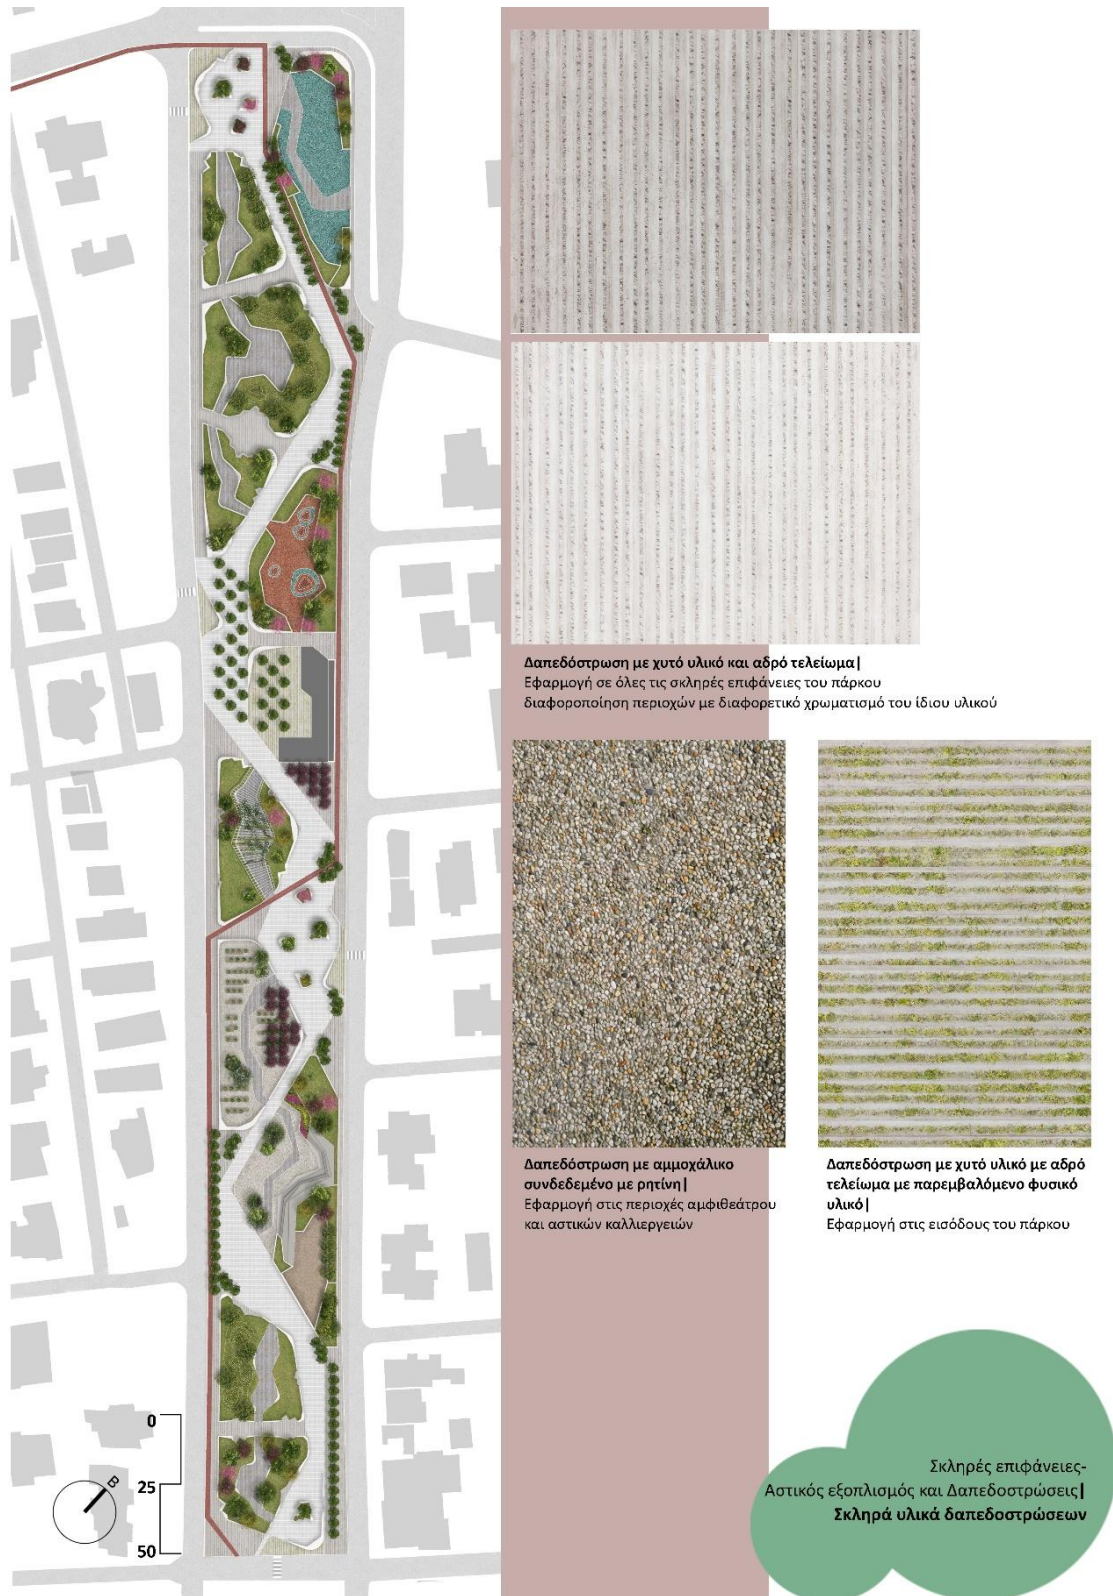 Δαπεδόστρωση με χυτό υλικό και αδρό τελείωμα|
Εφαρμογή σε όλες τις σκληρές επιφάνειες του πάρκου
διαφοροποίηση περιοχών με διαφορετικό χρωματισμό του ίδιου υλικού
Δαπεδόστρωση με αμμοχάλικο
συνδεδεμένο με ρητίνη|
Εφαρμογή στις περιοχές αμφιθεάτρου
και αστικών καλλιεργειών
Δαπεδόστρωση με χυτό υλικό με αδρό
τελείωμα με παρεμβαλόμενο φυσικό
υλικό|
Εφαρμογή στις εισόδους του πάρκου
0
25
50
Β
Σκληρές επιφάνειες-
Αστικός εξοπλισμός και Δαπεδοστρώσεις|
Σκληρά υλικά δαπεδοστρώσεων